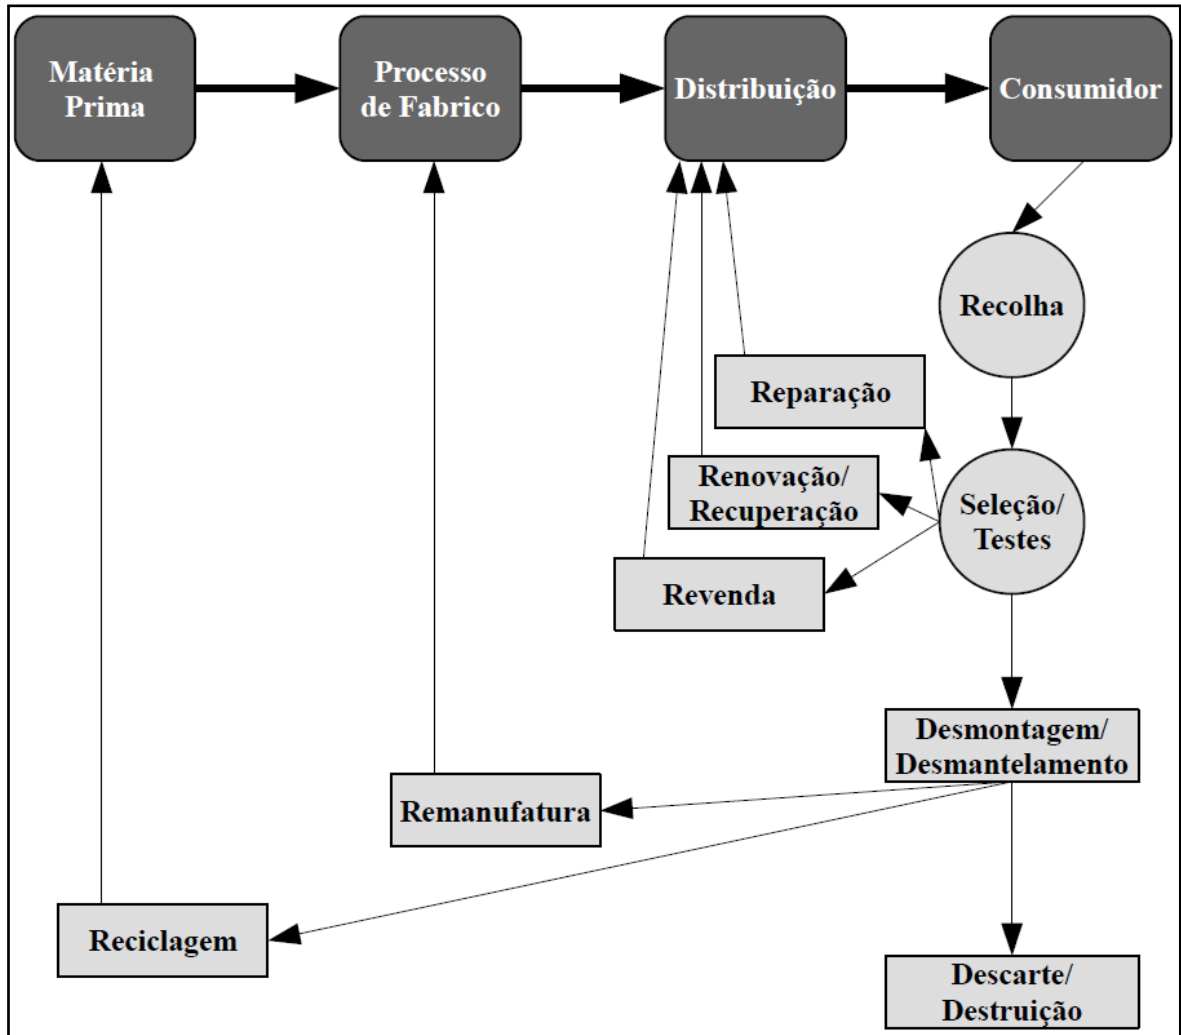 Matéria
Prima
Processo
de Fabrico
Distribuição
Consumidor
Recolha
Reparação
Renovação/
Recuperação
Seleção/
Testes
Revenda
Desmontagem/
Desmantelamento
Remanufatura
Reciclagem
Descarte/
Destruição